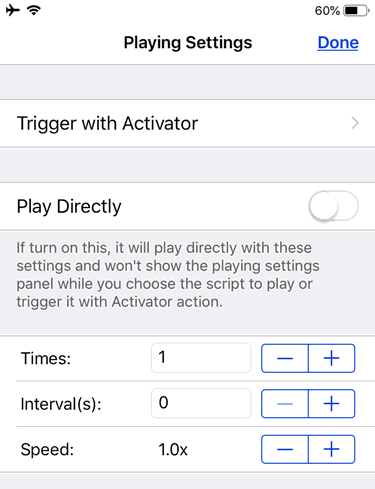 60%
Playing Settings
Done
Trigger with Activator
Play Directly
If turn on this, it will play directly with these
settings and won't show the playing settings
panel while you choose the script to play or
trigger it with Activator action.
Times:
1
Interval(s):
0
Speed:
1.0x